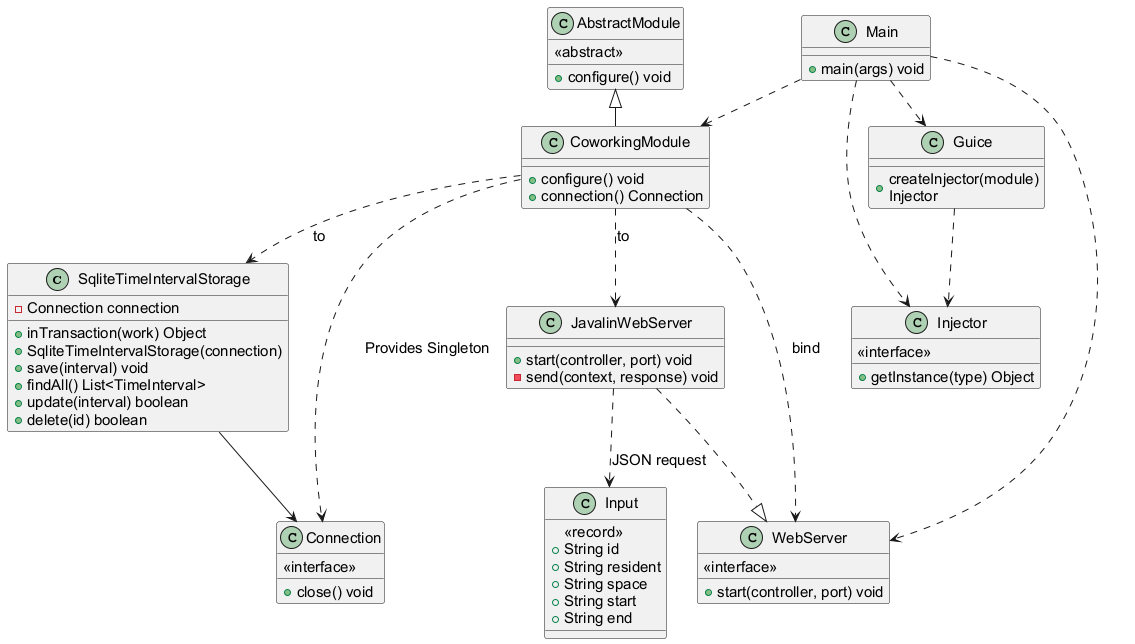 C AbstractModule
«abstract»
configure() void
C Main
main(args) void
C CoworkingModule
configure() void
connection() Connection
C Guice
createInjector(module)
Injector
to
to
C SqliteTimeIntervalStorage
Connection connection
inTransaction(work) Object
SqliteTimeIntervalStorage(connection)
save(interval) void
findAll() List<TimeInterval>
update(interval) boolean
delete(id) boolean
Provides Singleton
C JavalinWebServer
start(controller, port) void
send(context, response) void
bind
C Injector
«interface»
getInstance(type) Object
JSON request
C Connection
«interface»
close() void
C Input
«record»
String id
String resident
String space
String start
String end
C WebServer
«interface»
start(controller, port) void